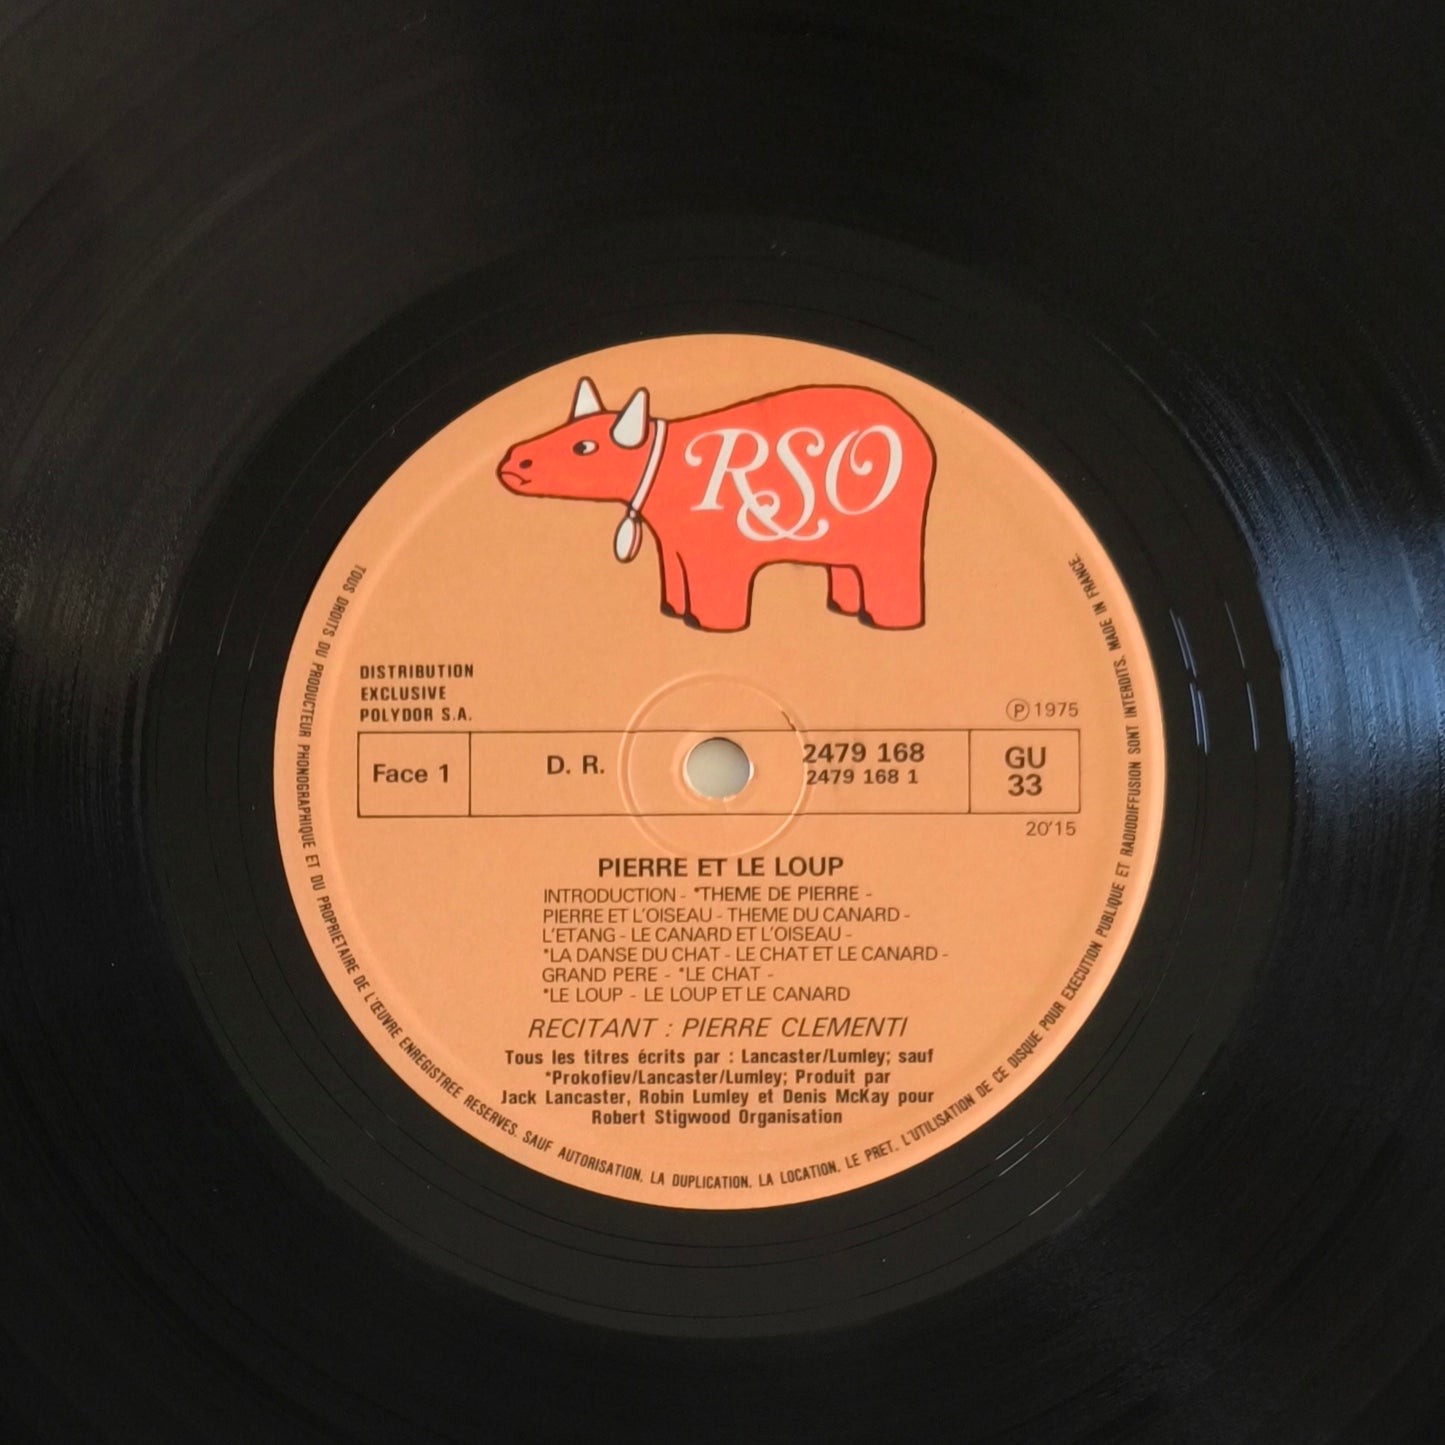 RSO
DISTRIBUTION
EXCLUSIVE
POLYDOR S.A.
Ⓟ 1975
Face 1
D. R.
2479 168
2479 168 1
GU
33
20'15
PIERRE ET LE LOUP
INTRODUCTION - *THEME DE PIERRE -
PIERRE ET L'OISEAU - THEME DU CANARD -
L'ETANG - LE CANARD ET L'OISEAU -
*LA DANSE DU CHAT - LE CHAT ET LE CANARD -
GRAND PERE - *LE CHAT -
*LE LOUP - LE LOUP ET LE CANARD
RECITANT : PIERRE CLEMENTI
Tous les titres écrits par : Lancaster/Lumley; sauf
*Prokofiev/Lancaster/Lumley; Produit par
Jack Lancaster, Robin Lumley et Denis McKay pour
Robert Stigwood Organisation
TOUS DROITS DU PRODUCTEUR PHONOGRAPHIQUE ET DU PROPRIETAIRE DE L'ŒUVRE ENREGISTREE RESERVES. SAUF AUTORISATION, LA DUPLICATION, LA LOCATION, LE PRET, L'UTILISATION DE CE DISQUE POUR EXECUTION PUBLIQUE ET RADIODIFFUSION SONT INTERDITS. MADE IN FRANCE.